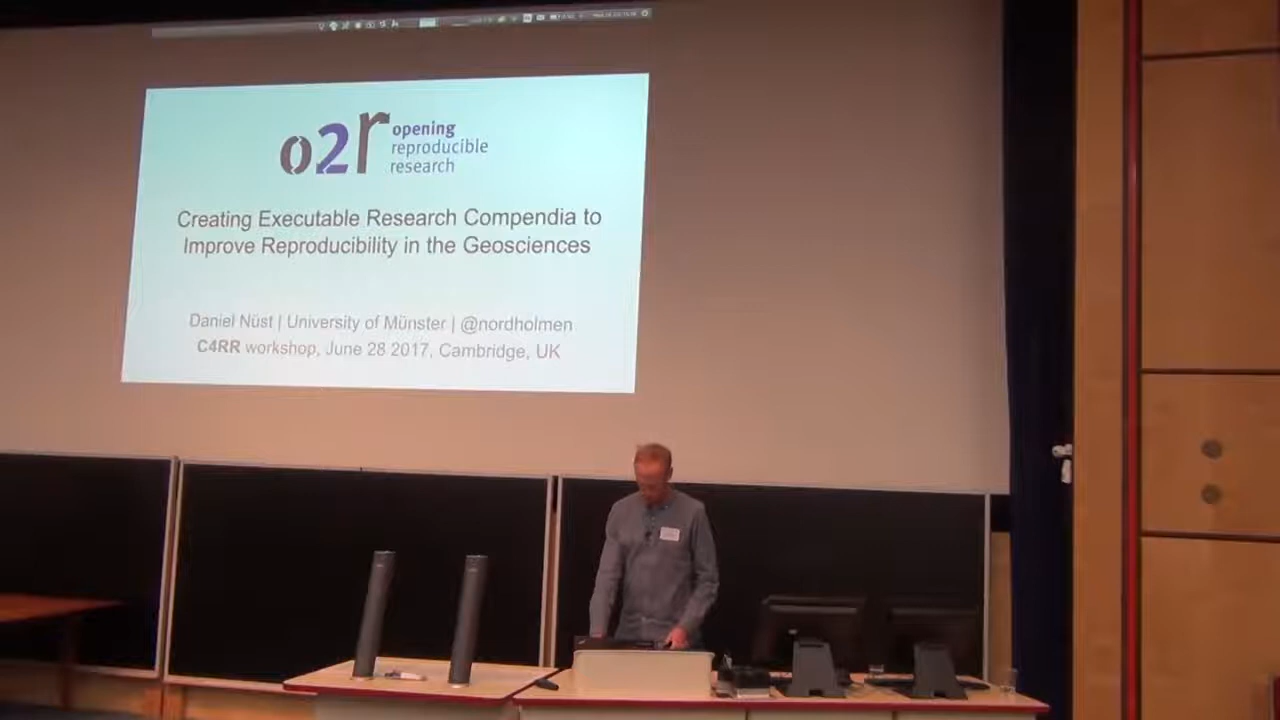 o2r opening
reproducible
research
Creating Executable Research Compendia to
Improve Reproducibility in the Geosciences
Daniel Nüst | University of Münster | @nordholmen
C4RR workshop, June 28 2017, Cambridge, UK